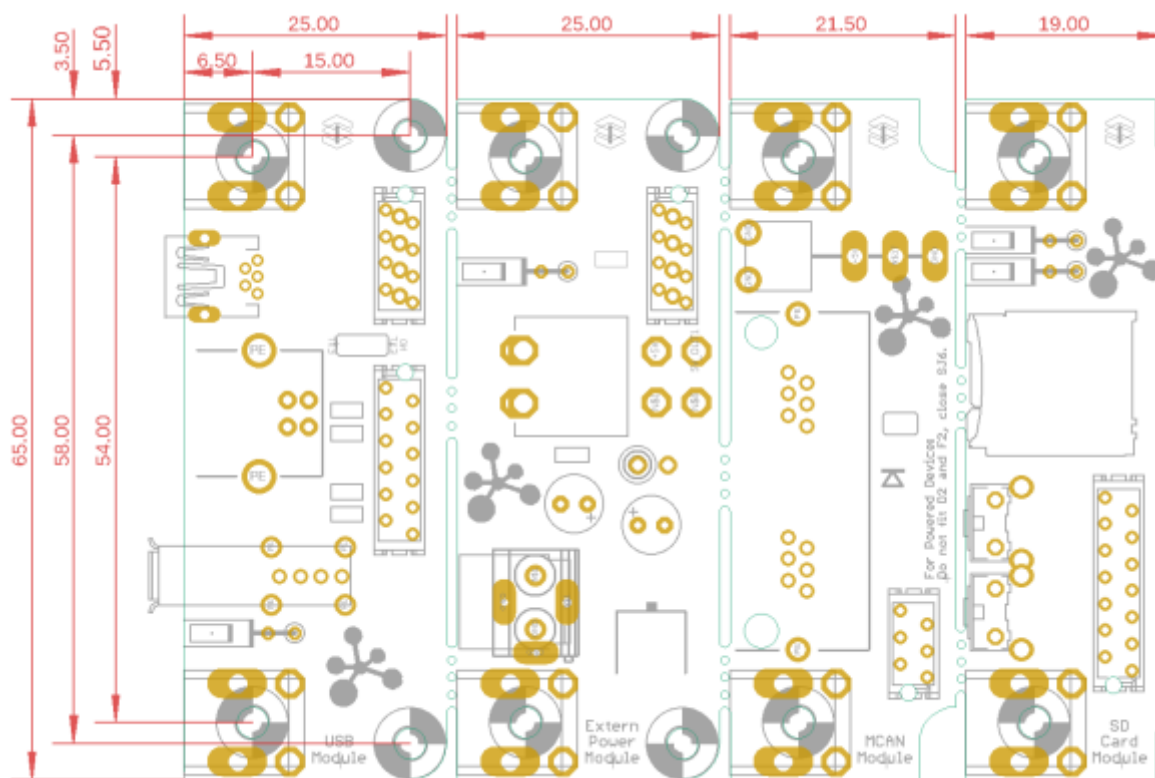 25.00
25.00
21.50
19.00
3.50
5.50
6.50
15.00
65.00
58.00
54.00
PE
PE
For Powered Devices
Do not fit D2 and F2, close SJ6.
USB
Module
Extern
Power
Module
MCAN
Module
SD
Card
Module